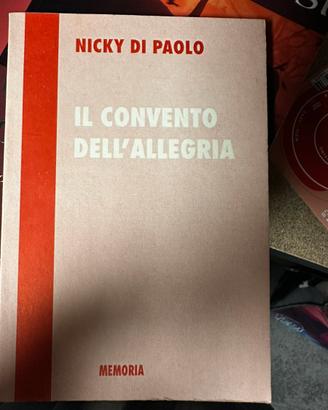 NICKY DI PAOLO
IL CONVENTO
DELL'ALLEGRIA
MEMORIA